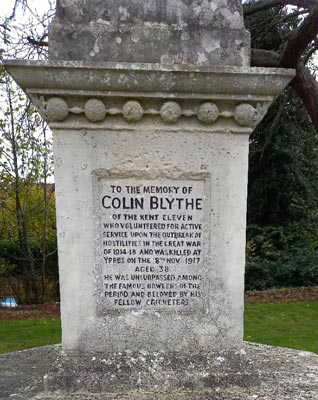 TO THE MEMORY OF
COLIN BLYTHE
OF THE KENT ELEVEN
WHO VOLUNTEERED FOR ACTIVE
SERVICE UPON THE OUTBREAK OF
HOSTILITIES IN THE GREAT WAR
OF 1914-18 AND WAS KILLED AT
YPRES ON THE 8TH NOV 1917
AGED 38
HE WAS UNSURPASSED AMONG
THE FAMOUS BOWLERS OF THE
PERIOD AND BELOVED BY HIS
FELLOW CRICKETERS